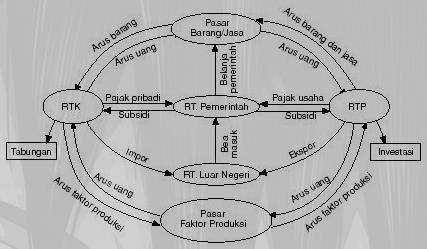 Pasar
Barang/Jasa
Arus barang
Arus uang
Arus barang dan jasa
Arus uang
Belanja
pemerintah
RTK
Pajak pribadi
Subsidi
RT. Pemerintah
Pajak usaha
Subsidi
RTP
Tabungan
Impor
Bea
masuk
Ekspor
Investasi
RT. Luar Negeri
Arus uang
Arus faktor produksi
Arus uang
Arus faktor produksi
Pasar
Faktor Produksi